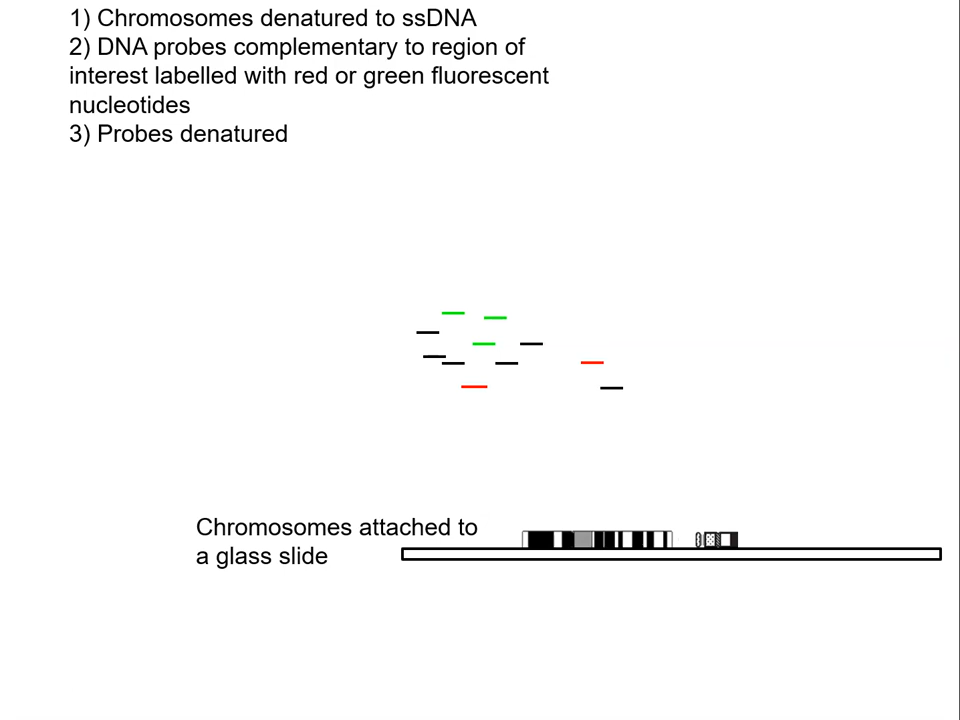 1) Chromosomes denatured to ssDNA
2) DNA probes complementary to region of
interest labelled with red or green fluorescent
nucleotides
3) Probes denatured
Chromosomes attached to
a glass slide